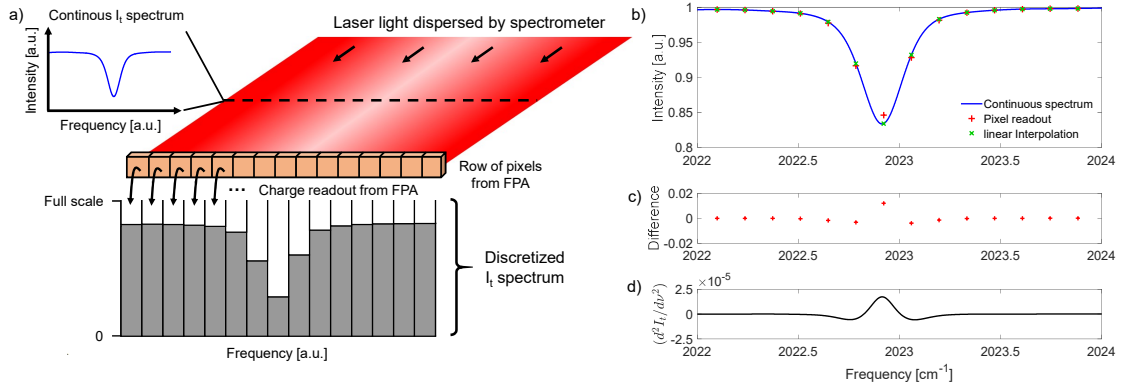 a)
Continous It spectrum
Intensity [a.u.]
Frequency [a.u.]
Laser light dispersed by spectrometer
Row of pixels
from FPA
... Charge readout from FPA
Full scale
0
Frequency [a.u.]
Discretized
It spectrum
b)
Intensity [a.u.]
1
0.95
0.9
0.85
0.8
Continuous spectrum
Pixel readout
linear Interpolation
2022
2022.5
2023
2023.5
2024
c)
Difference
0.02
0
-0.02
2022
2022.5
2023
2023.5
2024
d)
(d²It/dν²)
×10⁻⁵
2.5
0
-2.5
2022
2022.5
2023
2023.5
2024
Frequency [cm⁻¹]